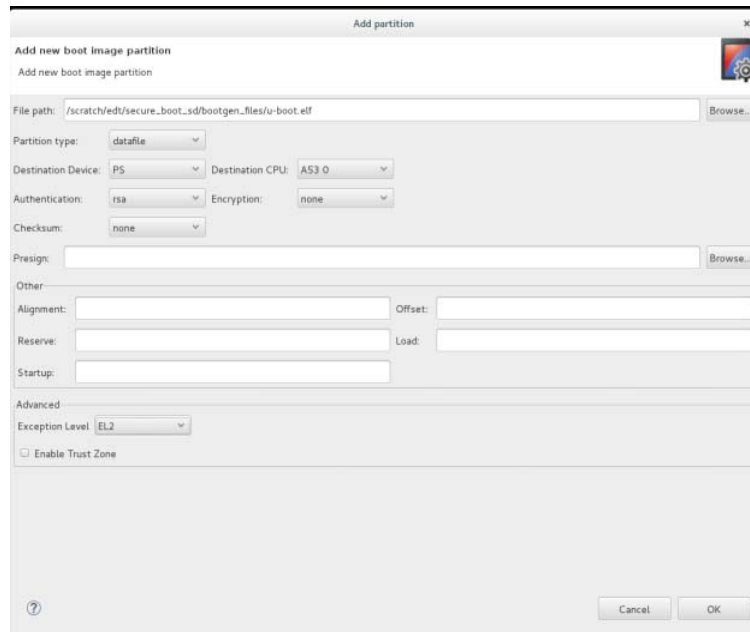 Add partition ×
Add new boot image partition
Add new boot image partition
File path: /scratch/edt/secure_boot_sd/bootgen_files/u-boot.elf Browse...
Partition type: datafile
Destination Device: PS Destination CPU: A53 0
Authentication: rsa Encryption: none
Checksum: none
Presign: Browse...
Other
Alignment: Offset:
Reserve: Load:
Startup:
Advanced
Exception Level EL2
Enable Trust Zone
? Cancel OK